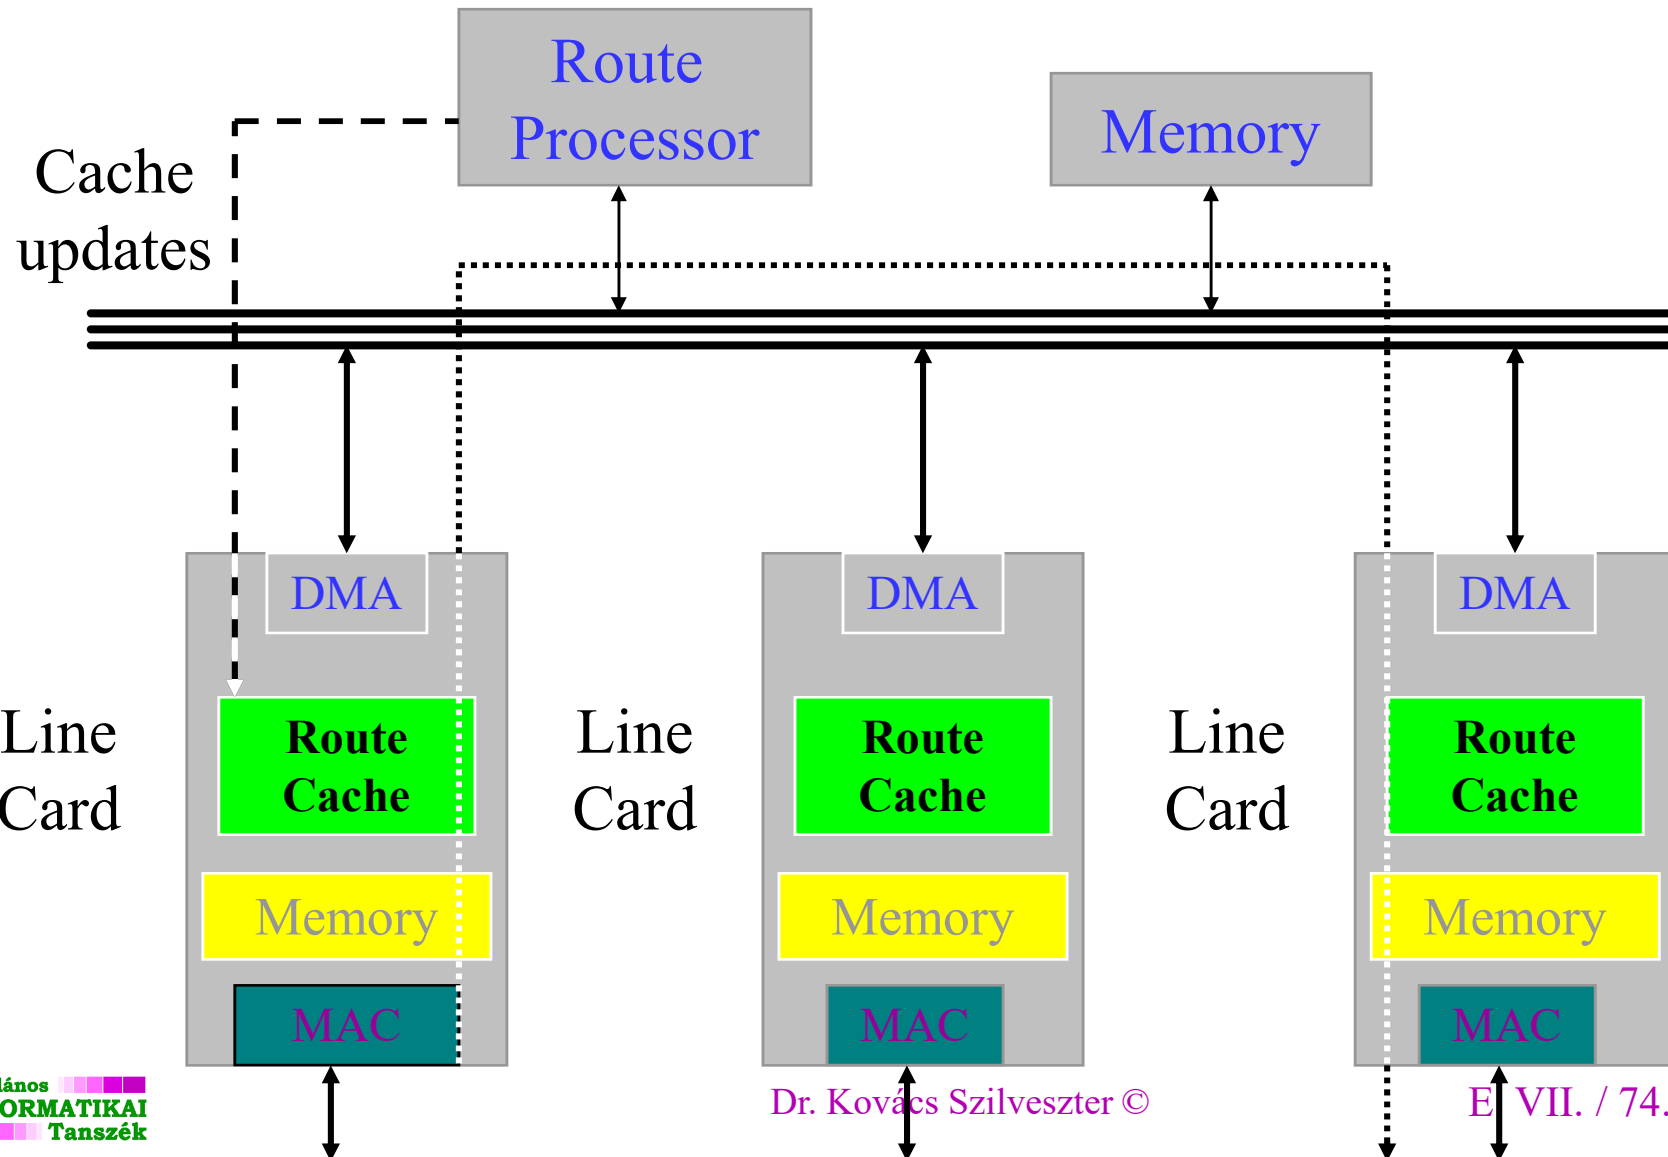 Route
Processor
Memory
Cache
updates
DMA
DMA
DMA
Line
Card
Route
Cache
Line
Card
Route
Cache
Line
Card
Route
Cache
Memory
Memory
Memory
MAC
MAC
MAC
Tanszék
Dr. Kovács Szilveszter ©
VII. / 74.